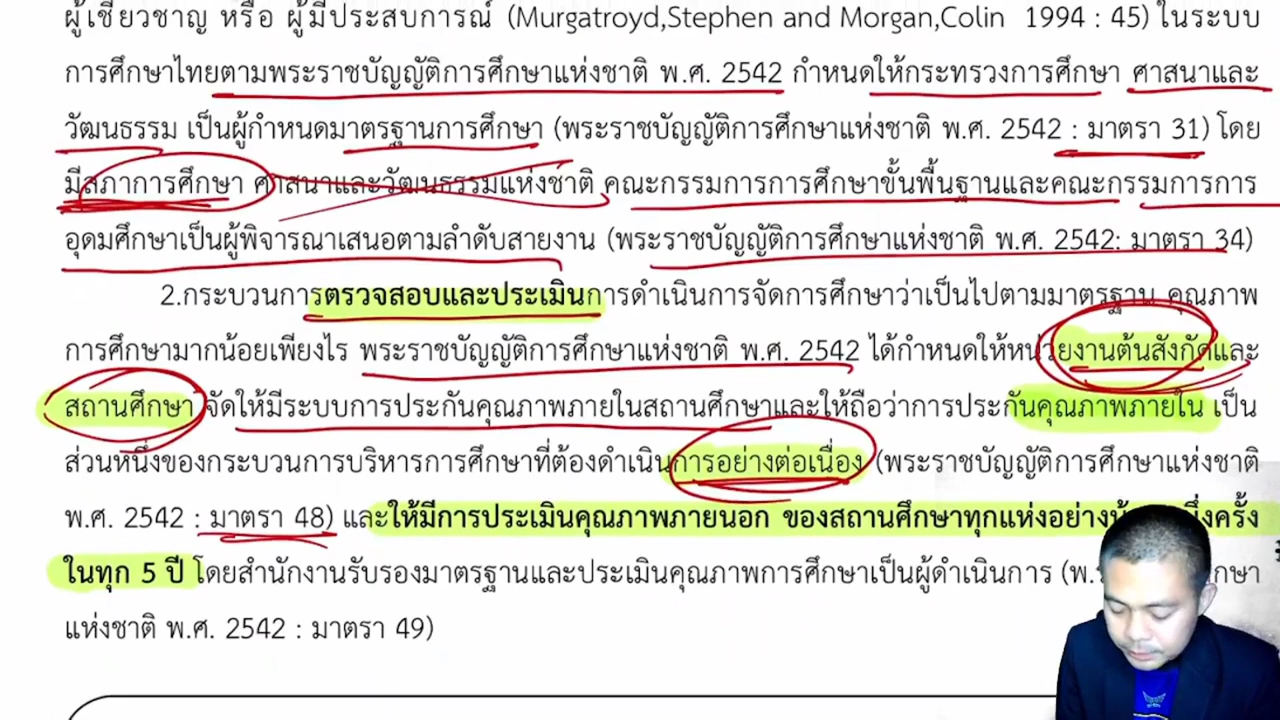 ผู้เชี่ยวชาญ หรือ ผู้มีประสบการณ์ (Murgatroyd,Stephen and Morgan,Colin 1994 : 45) ในระบบ
การศึกษาไทยตามพระราชบัญญัติการศึกษาแห่งชาติ พ.ศ. 2542 กำหนดให้กระทรวงการศึกษา ศาสนาและ
วัฒนธรรม เป็นผู้กำหนดมาตรฐานการศึกษา (พระราชบัญญัติการศึกษาแห่งชาติ พ.ศ. 2542 : มาตรา 31) โดย
มีสภาการศึกษา ศาสนาและวัฒนธรรมแห่งชาติ คณะกรรมการการศึกษาขั้นพื้นฐานและคณะกรรมการการ
อุดมศึกษาเป็นผู้พิจารณาเสนอตามลำดับสายงาน (พระราชบัญญัติการศึกษาแห่งชาติ พ.ศ. 2542: มาตรา 34)
2.กระบวนการตรวจสอบและประเมินการดำเนินการจัดการศึกษาว่าเป็นไปตามมาตรฐาน คุณภาพ
การศึกษามากน้อยเพียงไร พระราชบัญญัติการศึกษาแห่งชาติ พ.ศ. 2542 ได้กำหนดให้หน่วยงานต้นสังกัดและ
สถานศึกษา จัดให้มีระบบการประกันคุณภาพภายในสถานศึกษาและให้ถือว่าการประกันคุณภาพภายใน เป็น
ส่วนหนึ่งของกระบวนการบริหารการศึกษาที่ต้องดำเนินการอย่างต่อเนื่อง (พระราชบัญญัติการศึกษาแห่งชาติ
พ.ศ. 2542 : มาตรา 48) และให้มีการประเมินคุณภาพภายนอก ของสถานศึกษาทุกแห่งอย่าง
ในทุก 5 ปี โดยสำนักงานรับรองมาตรฐานและประเมินคุณภาพการศึกษาเป็นผู้ดำเนินการ
แห่งชาติ พ.ศ. 2542 : มาตรา 49)